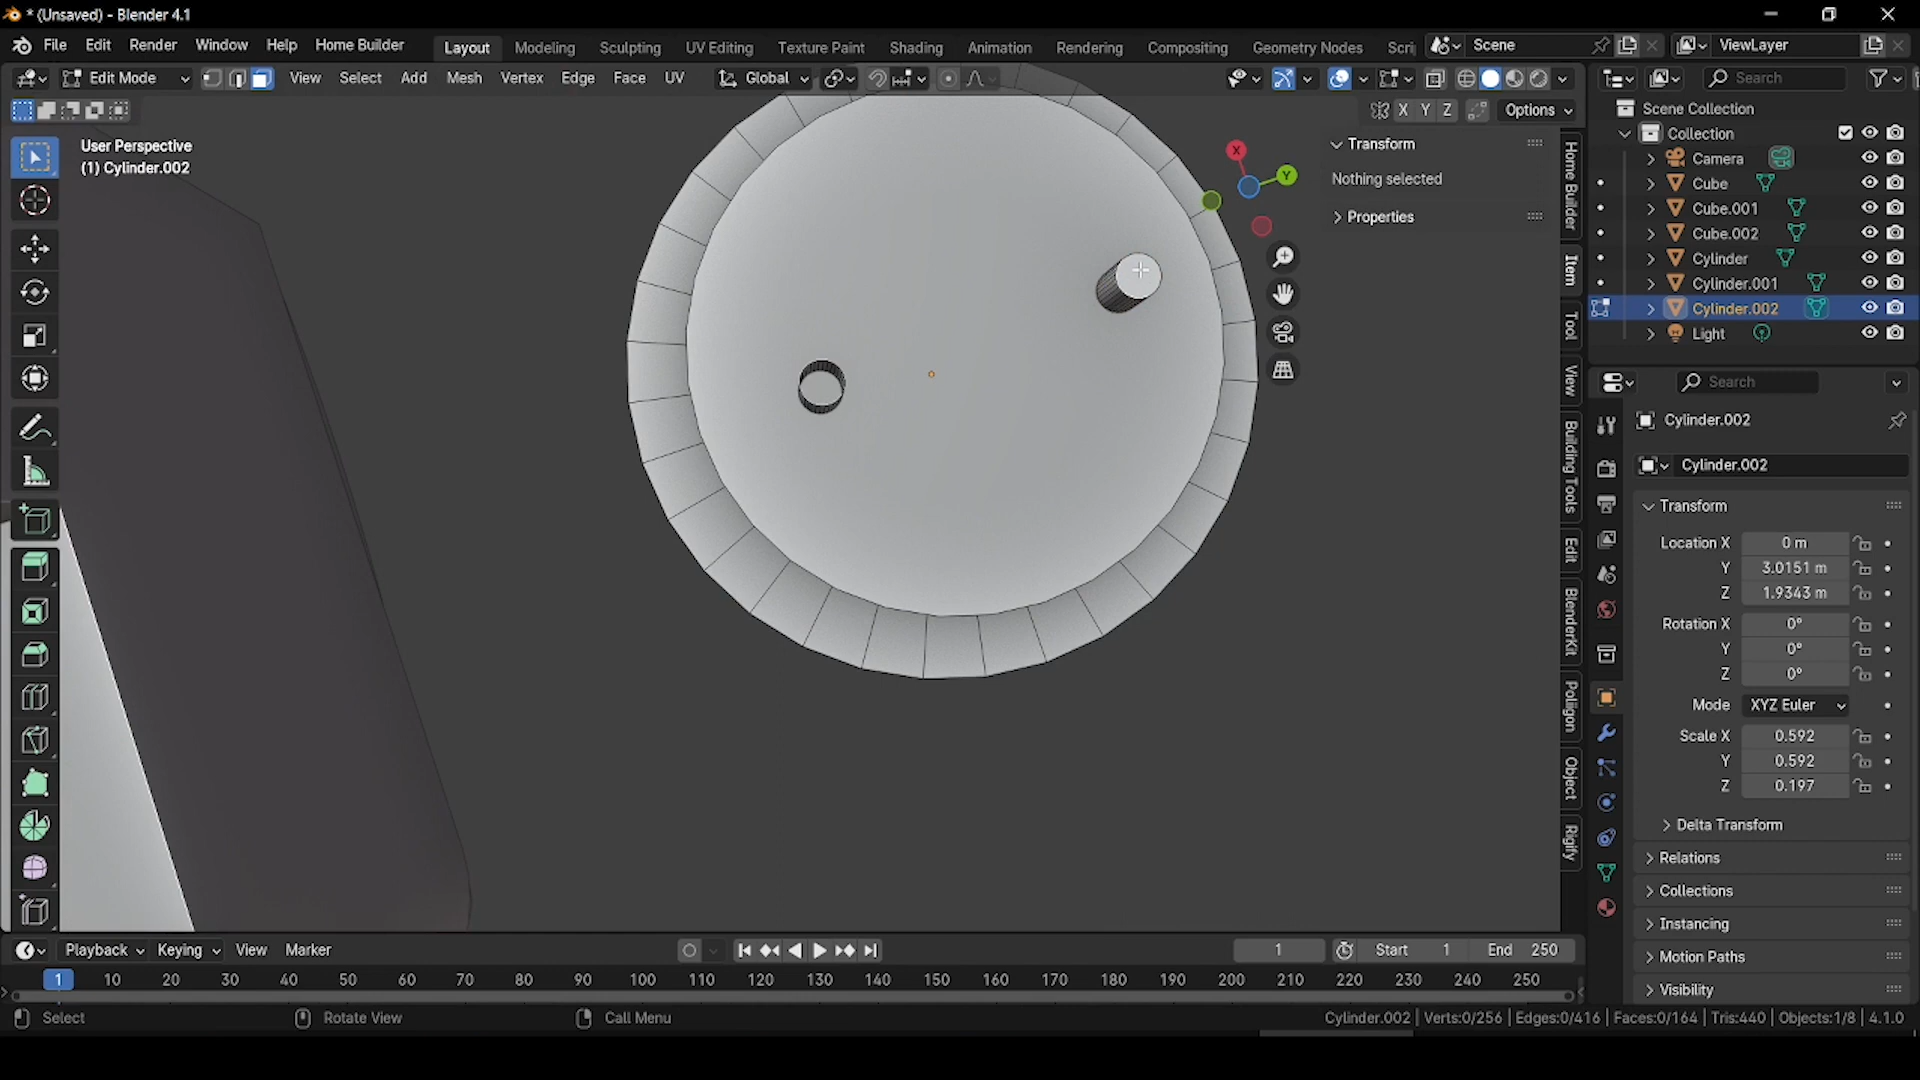 * (Unsaved) - Blender 4.1
File Edit Render Window Help Home Builder Layout Modeling Sculpting UV Editing Texture Paint Shading Animation Rendering Compositing Geometry Nodes Scri Scene ViewLayer
Edit Mode View Select Add Mesh Vertex Edge Face UV Global Search
X Y Z Options
User Perspective
(1) Cylinder.002
X
Y
Transform
Nothing selected
Properties
Home Builder
Item
Tool
View
Building Tools
Edit
BlenderKit
Poliigon
Object
Rigify
Scene Collection
Collection
Camera
Cube
Cube.001
Cube.002
Cylinder
Cylinder.001
Cylinder.002
Light
Search
Cylinder.002
Cylinder.002
Transform
Location X 0 m
Y 3.0151 m
Z 1.9343 m
Rotation X 0°
Y 0°
Z 0°
Mode XYZ Euler
Scale X 0.592
Y 0.592
Z 0.197
Delta Transform
Relations
Collections
Instancing
Motion Paths
Visibility
Playback Keying View Marker 1 Start 1 End 250
1 10 20 30 40 50 60 70 80 90 100 110 120 130 140 150 160 170 180 190 200 210 220 230 240 250
Select Rotate View Call Menu Cylinder.002 | Verts:0/256 | Edges:0/416 | Faces:0/164 | Tris:440 | Objects:1/8 | 4.1.0